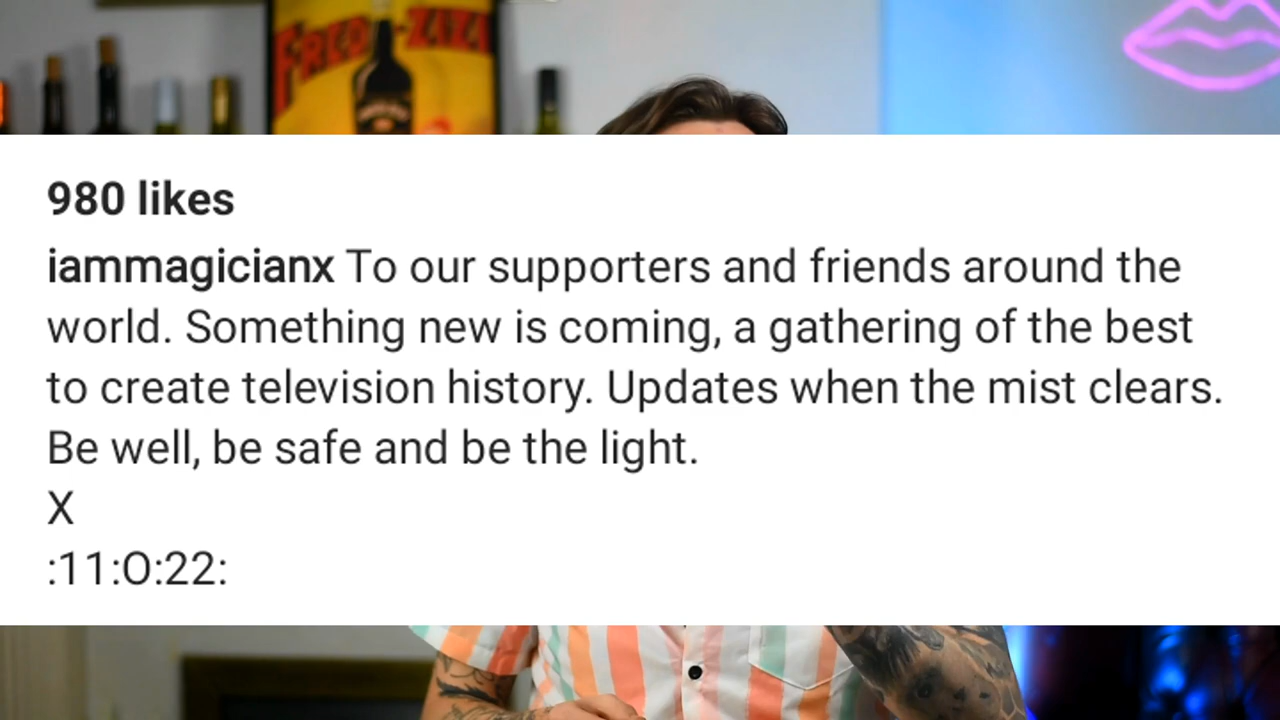 FRED-ZIZI
980 likes
iammagicianx To our supporters and friends around the
world. Something new is coming, a gathering of the best
to create television history. Updates when the mist clears.
Be well, be safe and be the light.
X
:11:O:22: